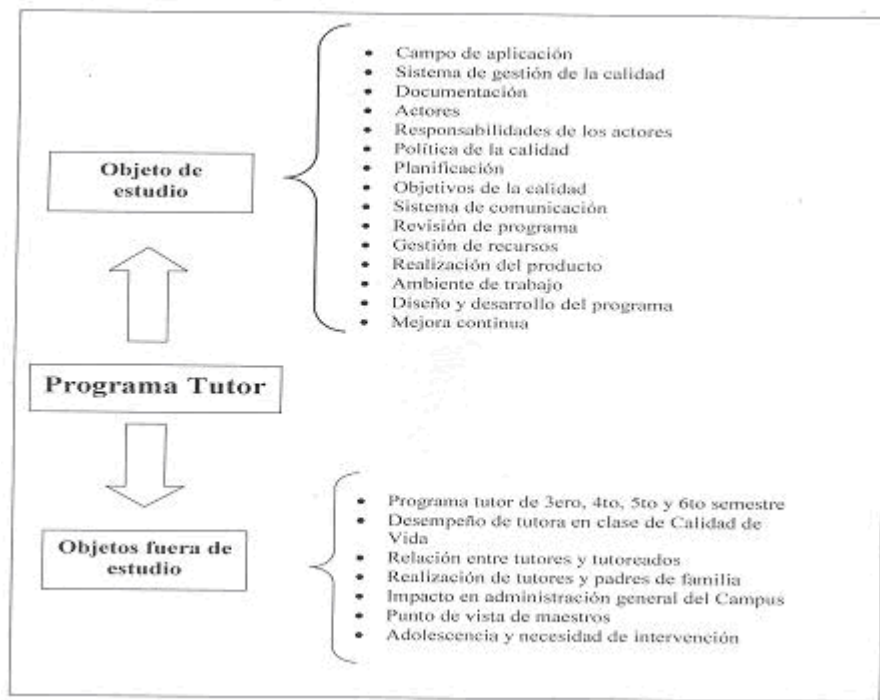 • Campo de aplicación
• Sistema de gestión de la calidad
• Documentación
• Actores
• Responsabilidades de los actores
• Política de la calidad
• Planificación
• Objetivos de la calidad
• Sistema de comunicación
• Revisión de programa
• Gestión de recursos
• Realización del producto
• Ambiente de trabajo
• Diseño y desarrollo del programa
• Mejora continua
Objeto de
estudio
Programa Tutor
Objetos fuera de
estudio
• Programa tutor de 3ero, 4to, 5to y 6to semestre
• Desempeño de tutora en clase de Calidad de
Vida
• Relación entre tutores y tutoreados
• Realización de tutores y padres de familia
• Impacto en administración general del Campus
• Punto de vista de maestros
• Adolescencia y necesidad de intervención